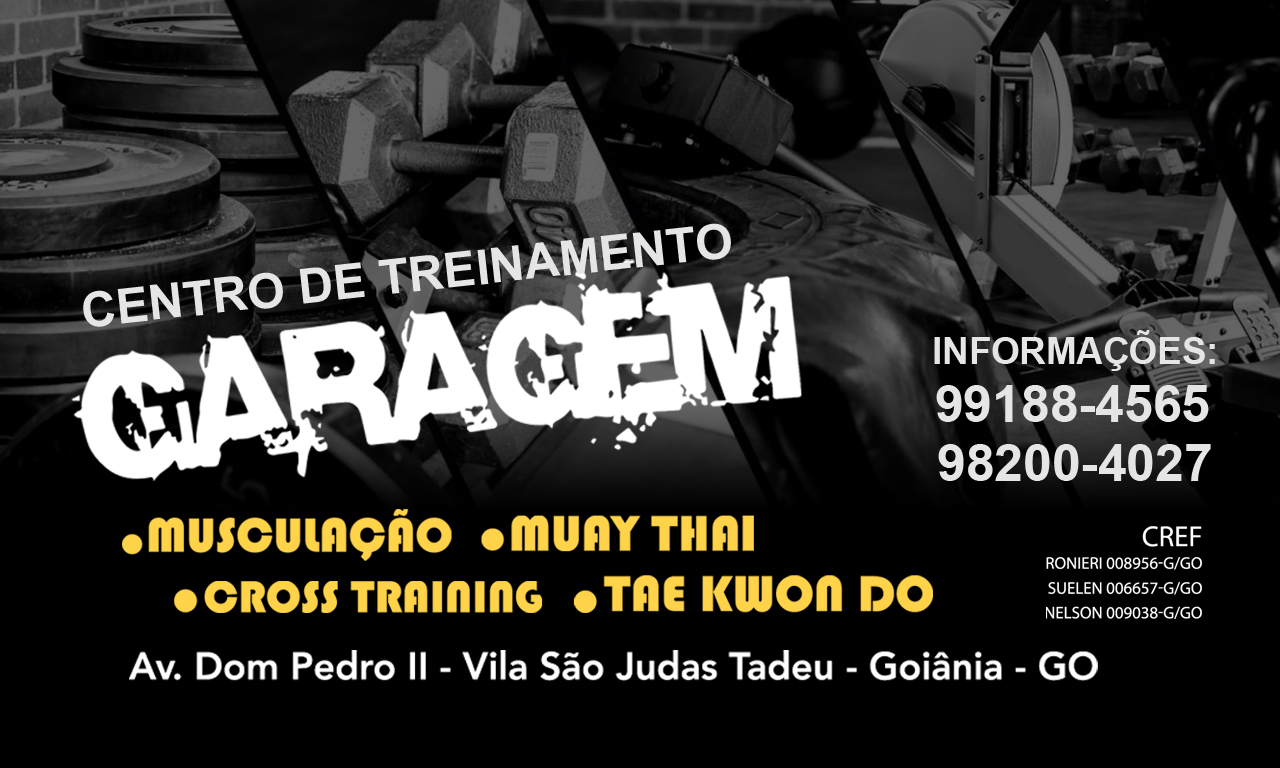 CENTRO DE TREINAMENTO
GARAGEM
INFORMAÇÕES:
99188-4565
98200-4027
•MUSCULAÇÃO •MUAY THAI
•CROSS TRAINING •TAE KWON DO
CREF
RONIERI 008956-G/GO
SUELEN 006657-G/GO
NELSON 009038-G/GO
Av. Dom Pedro II - Vila São Judas Tadeu - Goiânia - GO